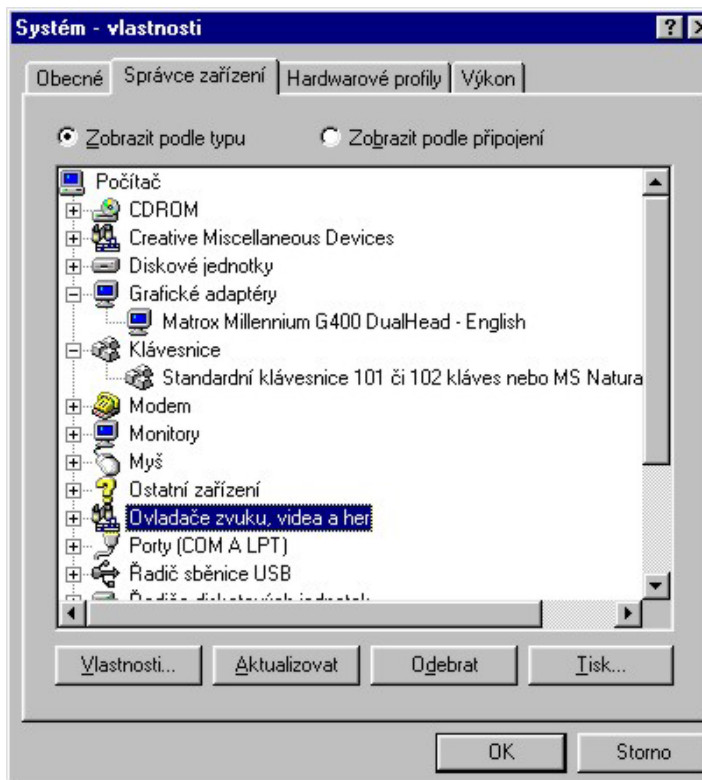 Systém - vlastnosti
Obecné Správce zařízení Hardwarové profily Výkon
Zobrazit podle typu Zobrazit podle připojení
Počítač
CDROM
Creative Miscellaneous Devices
Diskové jednotky
Grafické adaptéry
Matrox Millennium G400 DualHead - English
Klávesnice
Standardní klávesnice 101 či 102 kláves nebo MS Natura
Modem
Monitory
Myš
Ostatní zařízení
Ovladače zvuku, videa a her
Porty (COM A LPT)
Řadič sběnice USB
Vlastnosti... Aktualizovat Odebrat Tisk...
OK Storno